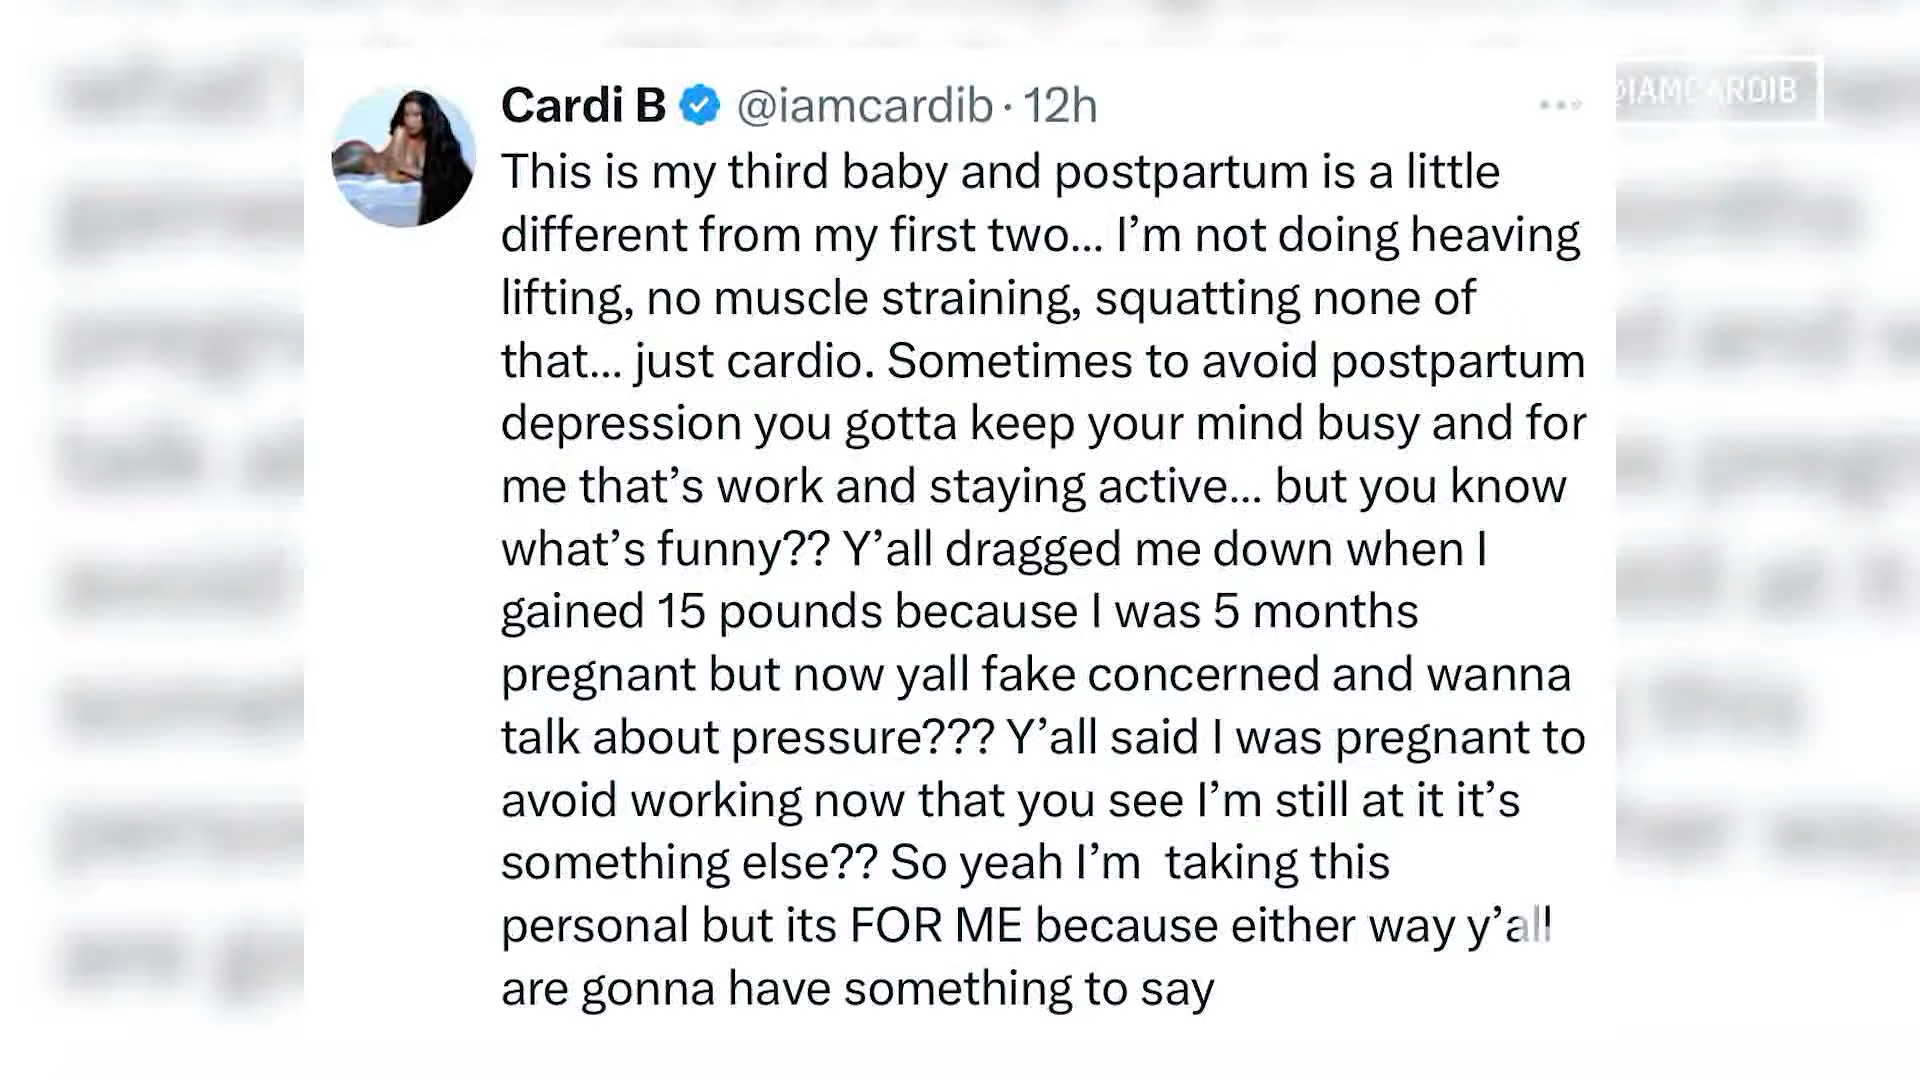 Cardi B @iamcardib · 12h
@IAMCARDIB
This is my third baby and postpartum is a little
different from my first two... I'm not doing heaving
lifting, no muscle straining, squatting none of
that... just cardio. Sometimes to avoid postpartum
depression you gotta keep your mind busy and for
me that's work and staying active... but you know
what's funny?? Y'all dragged me down when I
gained 15 pounds because I was 5 months
pregnant but now yall fake concerned and wanna
talk about pressure??? Y'all said I was pregnant to
avoid working now that you see I'm still at it it's
something else?? So yeah I'm  taking this
personal but its FOR ME because either way y'all
are gonna have something to say